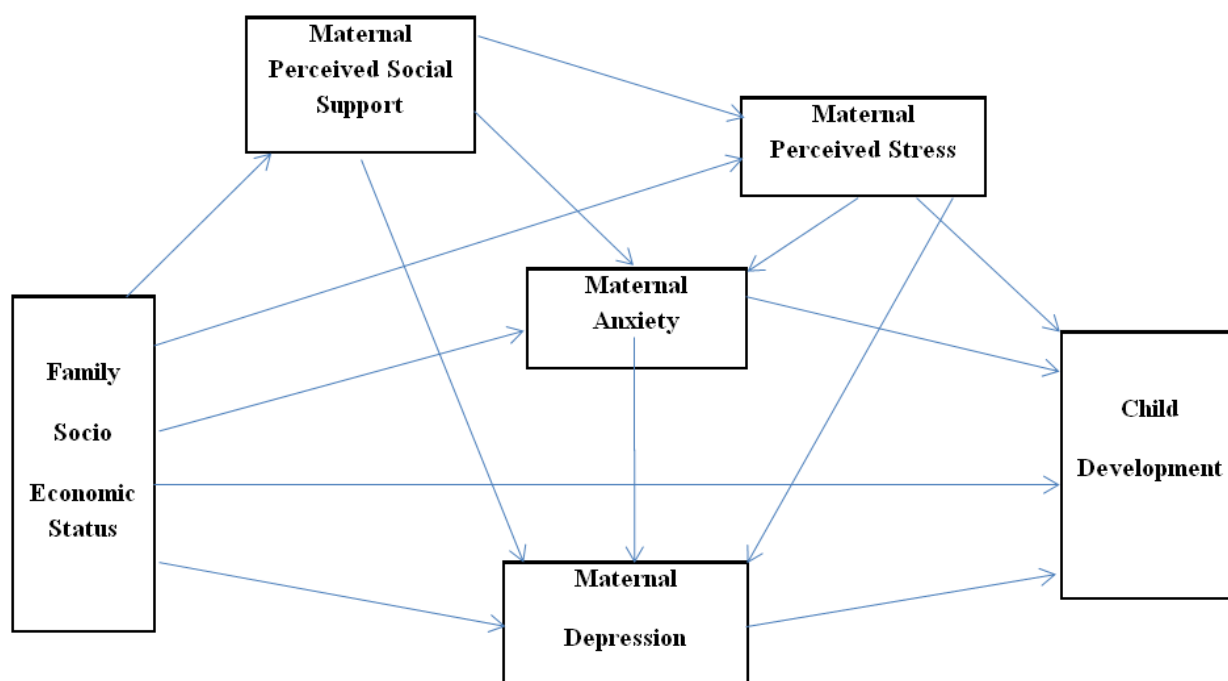 Maternal
Perceived Social
Support
Maternal
Perceived Stress
Maternal
Anxiety
Family
Socio
Economic
Status
Child
Development
Maternal
Depression